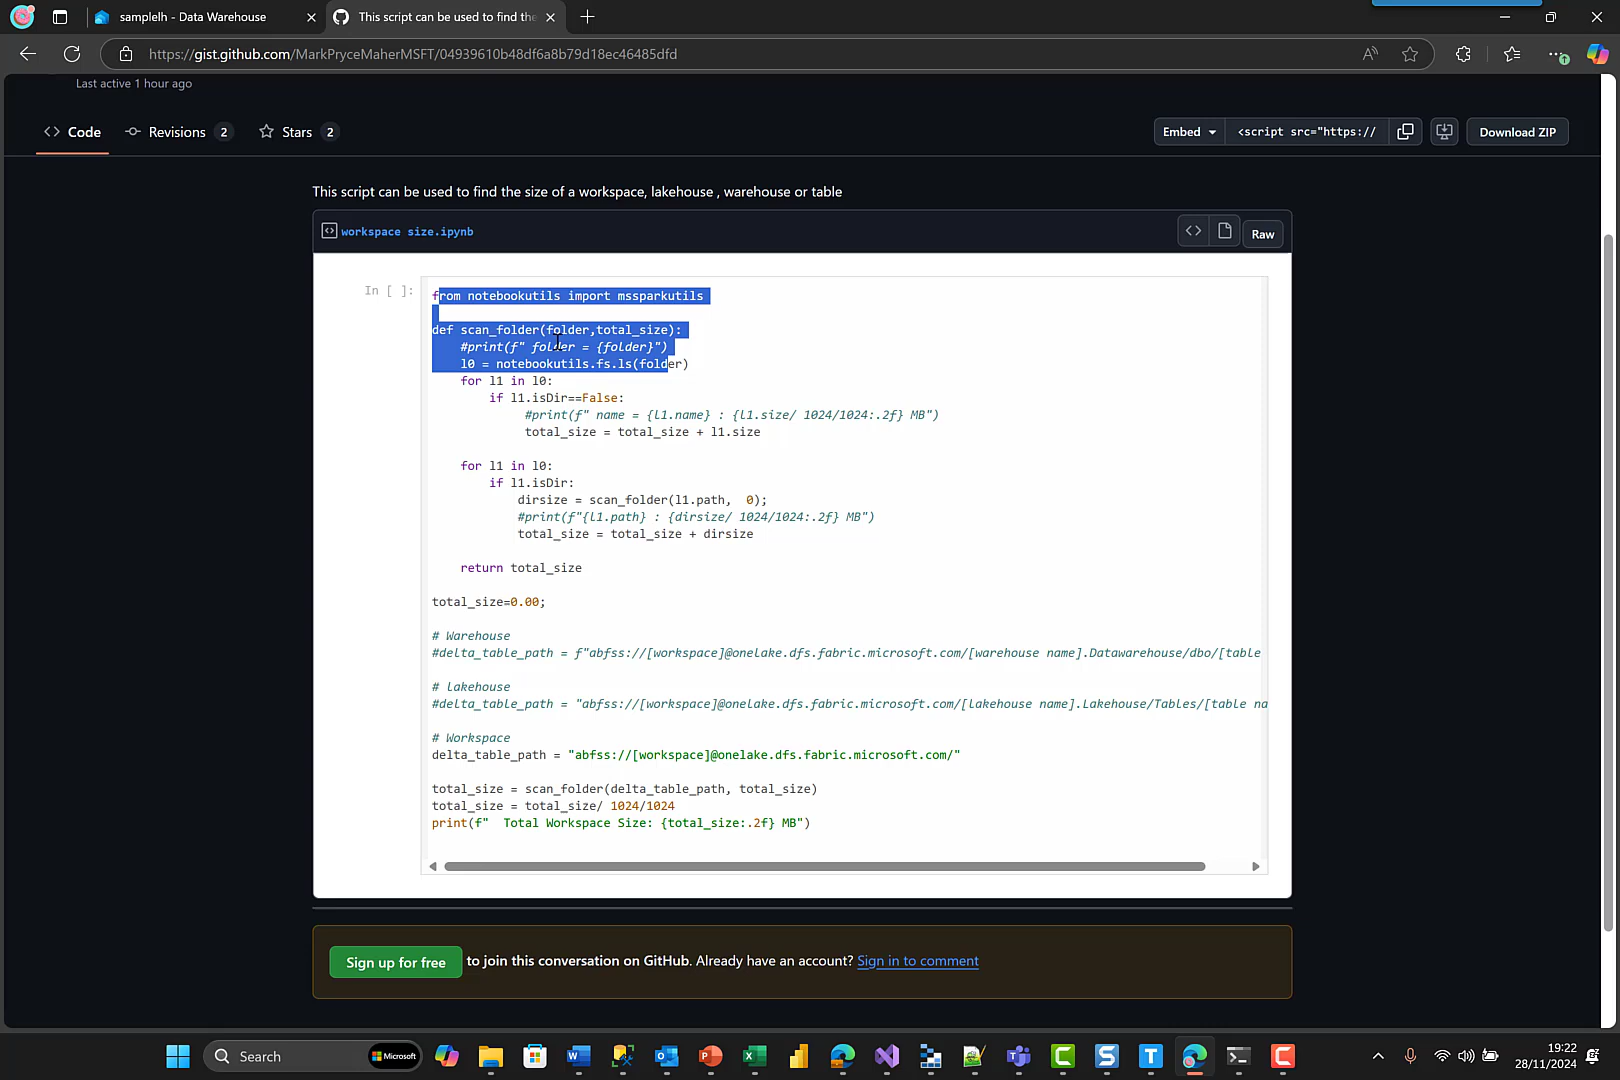 samplelh - Data Warehouse
This script can be used to find the
https://gist.github.com/MarkPryceMaherMSFT/04939610b48df6a8b79d18ec46485dfd
Last active 1 hour ago
Code
Revisions 2
Stars 2
Embed
<script src="https://
Download ZIP
This script can be used to find the size of a workspace, lakehouse , warehouse or table
workspace size.ipynb
Raw
In [ ]:
from notebookutils import mssparkutils
def scan_folder(folder,total_size):
#print(f" folder = {folder}")
l0 = notebookutils.fs.ls(folder)
for l1 in l0:
if l1.isDir==False:
#print(f" name = {l1.name} : {l1.size/ 1024/1024:.2f} MB")
total_size = total_size + l1.size
for l1 in l0:
if l1.isDir:
dirsize = scan_folder(l1.path,  0);
#print(f"{l1.path} : {dirsize/ 1024/1024:.2f} MB")
total_size = total_size + dirsize
return total_size
total_size=0.00;
# Warehouse
#delta_table_path = f"abfss://[workspace]@onelake.dfs.fabric.microsoft.com/[warehouse name].Datawarehouse/dbo/[table
# lakehouse
#delta_table_path = "abfss://[workspace]@onelake.dfs.fabric.microsoft.com/[lakehouse name].Lakehouse/Tables/[table na
# Workspace
delta_table_path = "abfss://[workspace]@onelake.dfs.fabric.microsoft.com/"
total_size = scan_folder(delta_table_path, total_size)
total_size = total_size/ 1024/1024
print(f"  Total Workspace Size: {total_size:.2f} MB")
Sign up for free to join this conversation on GitHub. Already have an account? Sign in to comment
Search
Microsoft
19:22
28/11/2024